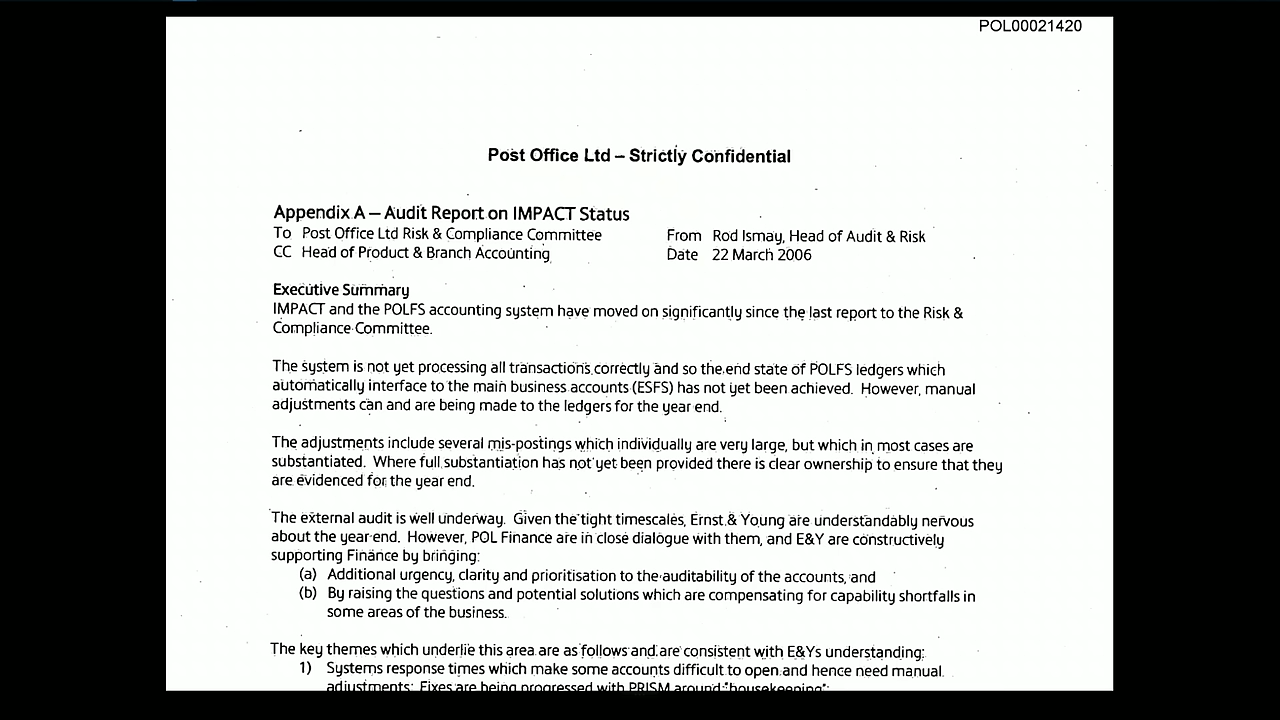 POL00021420
Post Office Ltd – Strictly Confidential
Appendix A – Audit Report on IMPACT Status
To Post Office Ltd Risk & Compliance Committee From Rod Ismay, Head of Audit & Risk
CC Head of Product & Branch Accounting Date 22 March 2006
Executive Summary
IMPACT and the POLFS accounting system have moved on significantly since the last report to the Risk &
Compliance Committee.
The system is not yet processing all transactions correctly and so the end state of POLFS ledgers which
automatically interface to the main business accounts (ESFS) has not yet been achieved. However, manual
adjustments can and are being made to the ledgers for the year end.
The adjustments include several mis-postings which individually are very large, but which in most cases are
substantiated. Where full substantiation has not yet been provided there is clear ownership to ensure that they
are evidenced for the year end.
The external audit is well underway. Given the tight timescales, Ernst & Young are understandably nervous
about the year end. However, POL Finance are in close dialogue with them, and E&Y are constructively
supporting Finance by bringing:
(a) Additional urgency, clarity and prioritisation to the auditability of the accounts, and
(b) By raising the questions and potential solutions which are compensating for capability shortfalls in
some areas of the business.
The key themes which underlie this area are as follows and are consistent with E&Ys understanding:
1) Systems response times which make some accounts difficult to open and hence need manual
adjustments: Fixes are being progressed with PRISM around "housekeeping";